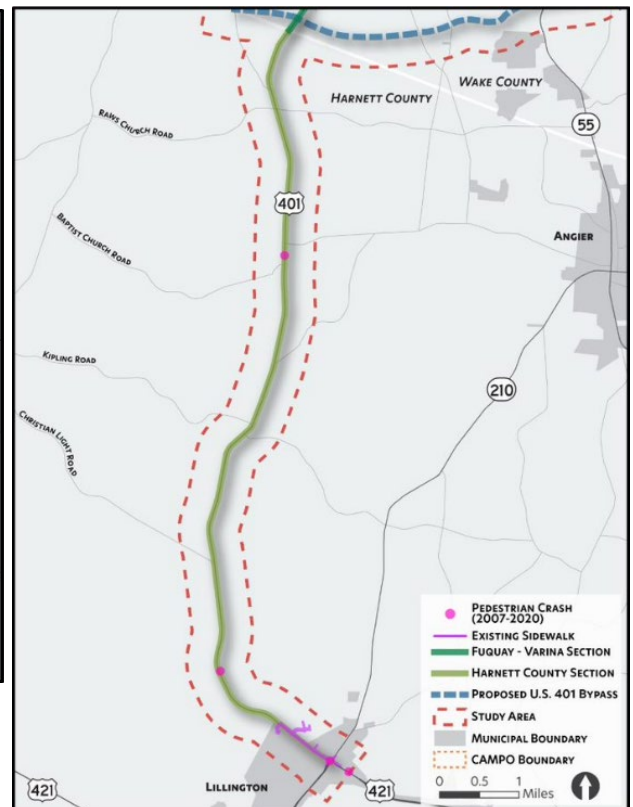 WAKE COUNTY
HARNETT COUNTY
55
RAWS CHURCH ROAD
401
ANGIER
BAPTIST CHURCH ROAD
KIPLING ROAD
210
CHRISTIAN LIGHT
ROAD
PEDESTRIAN CRASH
(2007-2020)
EXISTING SIDEWALK
FUQUAY - VARINA SECTION
HARNETT COUNTY SECTION
PROPOSED U.S. 401 BYPASS
STUDY AREA
MUNICIPAL BOUNDARY
CAMPO BOUNDARY
0 0.5 1
Miles
421
LILLINGTON
421